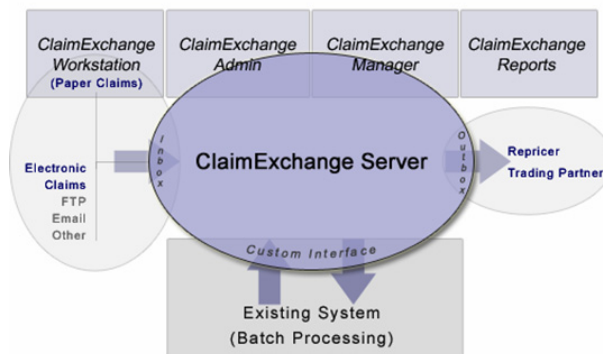 ClaimExchange
Workstation
(Paper Claims)
ClaimExchange
Admin
ClaimExchange
Manager
ClaimExchange
Reports
Inbox
Electronic
Claims
FTP
Email
Other
ClaimExchange Server
Outbox
Repricer
Trading Partner
Custom Interface
Existing System
(Batch Processing)